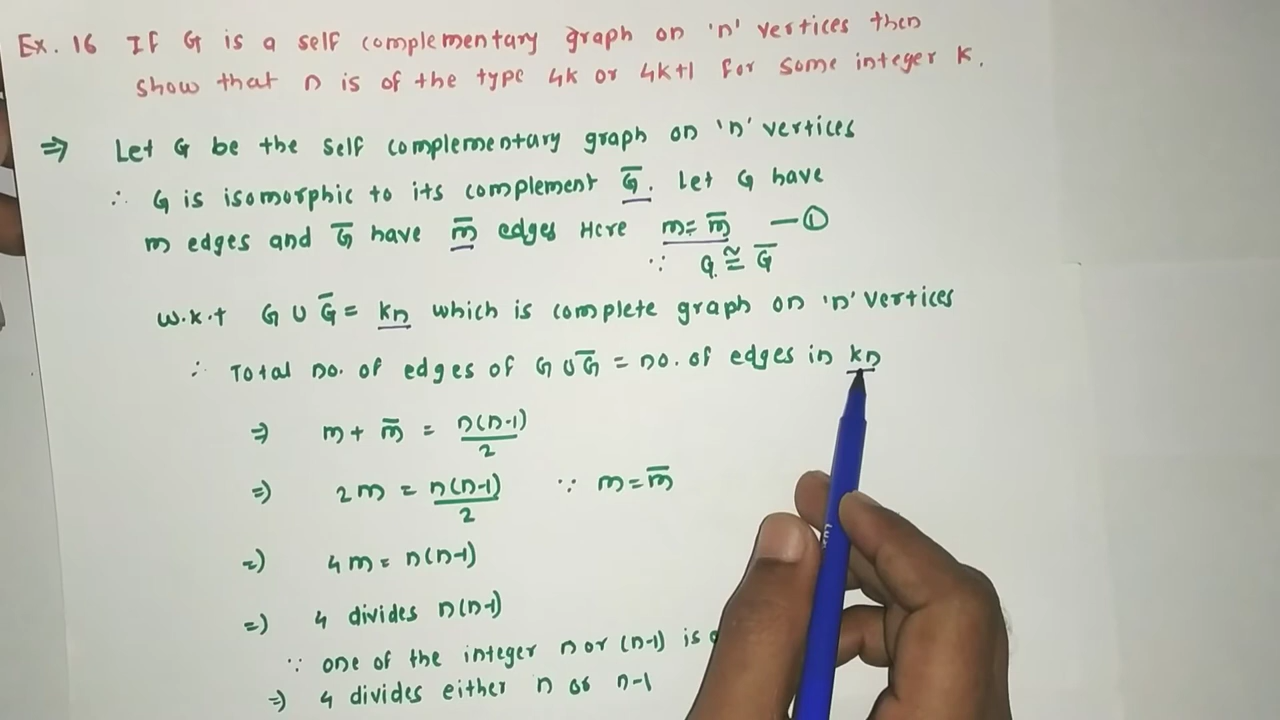 Ex. 16 If G is a self complementary graph on 'n' vertices then
show that n is of the type 4k or 4k+1 for some integer k.
⇒ Let G be the self complementary graph on 'n' vertices
∴ G is isomorphic to its complement G̅. Let G have
m edges and G̅ have m̅ edges Here m = m̅ —①
∵ G ≅ G̅
w.k.t G ∪ G̅ = kn which is complete graph on 'n' vertices
∴ Total no. of edges of G ∪ G̅ = no. of edges in kn
⇒ m + m̅ = n(n-1)/2
⇒ 2m = n(n-1)/2 ∵ m = m̅
⇒ 4m = n(n-1)
⇒ 4 divides n(n-1)
∵ one of the integer n or (n-1) is
⇒ 4 divides either n or n-1